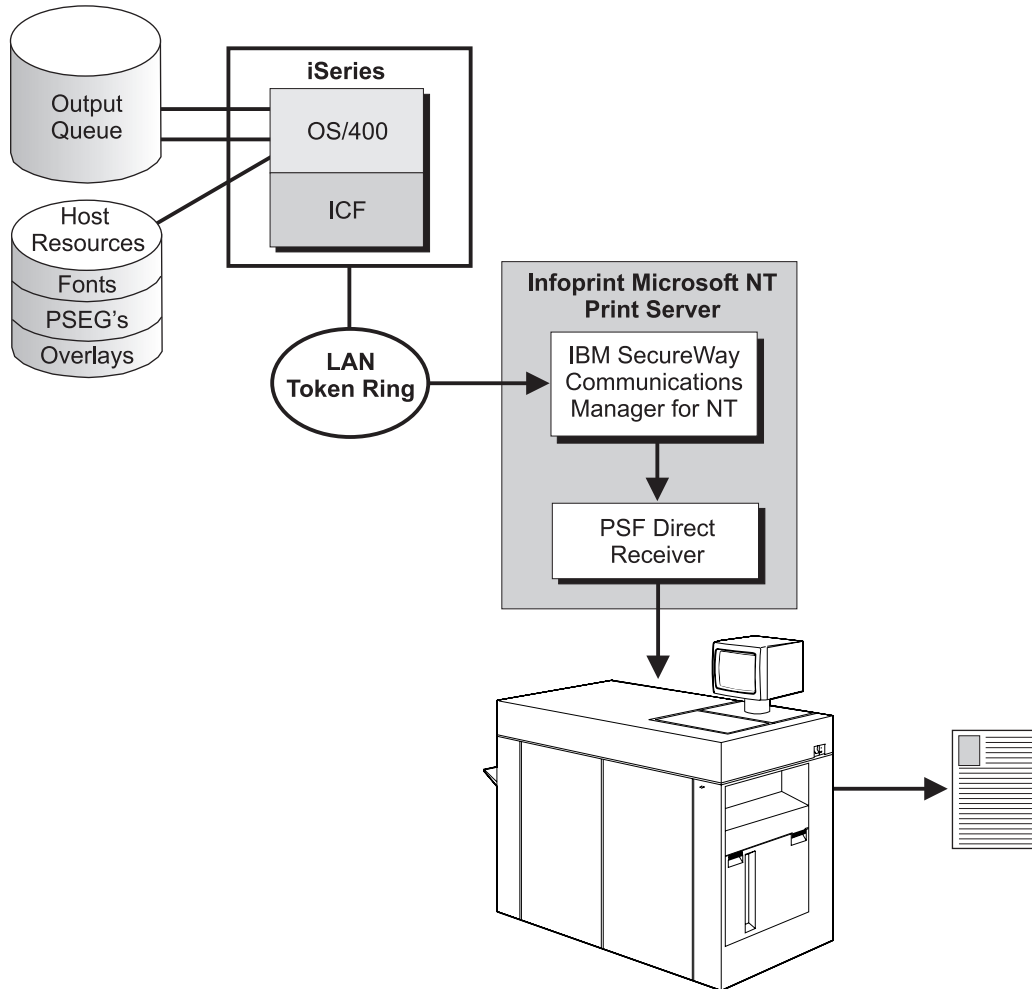 Output
Queue
iSeries
OS/400
ICF
Host
Resources
Fonts
PSEG's
Overlays
LAN
Token Ring
Infoprint Microsoft NT
Print Server
IBM SecureWay
Communications
Manager for NT
PSF Direct
Receiver